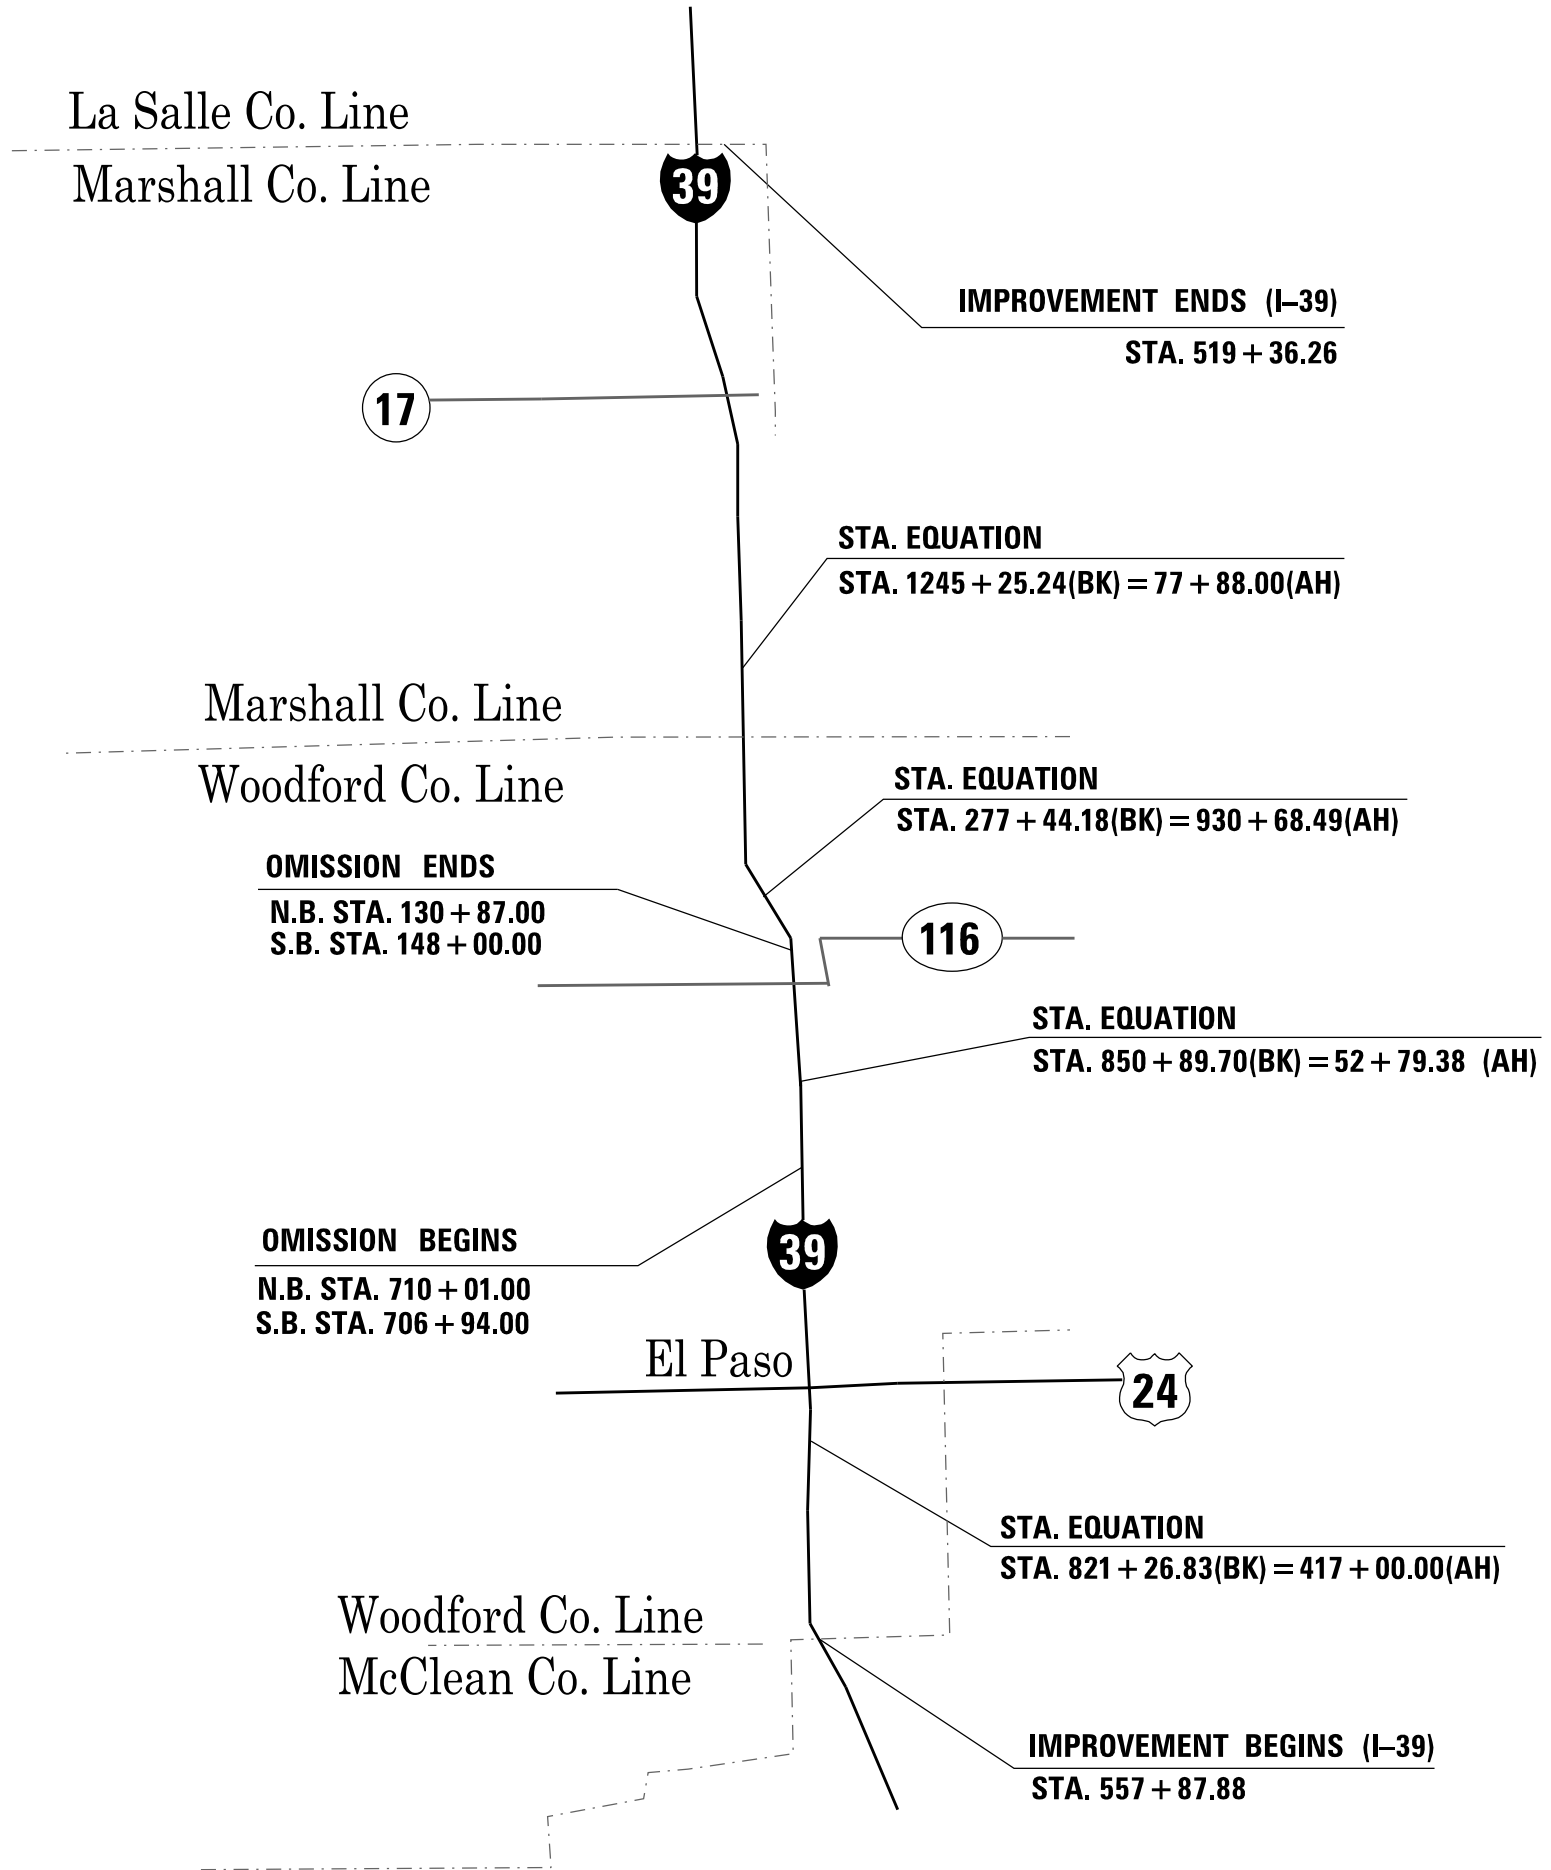 La Salle Co. Line
Marshall Co. Line
39
IMPROVEMENT ENDS (I–39)
STA. 519 + 36.26
17
STA. EQUATION
STA. 1245 + 25.24(BK) = 77 + 88.00(AH)
Marshall Co. Line
Woodford Co. Line
STA. EQUATION
STA. 277 + 44.18(BK) = 930 + 68.49(AH)
OMISSION ENDS
N.B. STA. 130 + 87.00
S.B. STA. 148 + 00.00
116
STA. EQUATION
STA. 850 + 89.70(BK) = 52 + 79.38 (AH)
OMISSION BEGINS
N.B. STA. 710 + 01.00
S.B. STA. 706 + 94.00
39
El Paso
24
STA. EQUATION
STA. 821 + 26.83(BK) = 417 + 00.00(AH)
Woodford Co. Line
McClean Co. Line
IMPROVEMENT BEGINS (I–39)
STA. 557 + 87.88